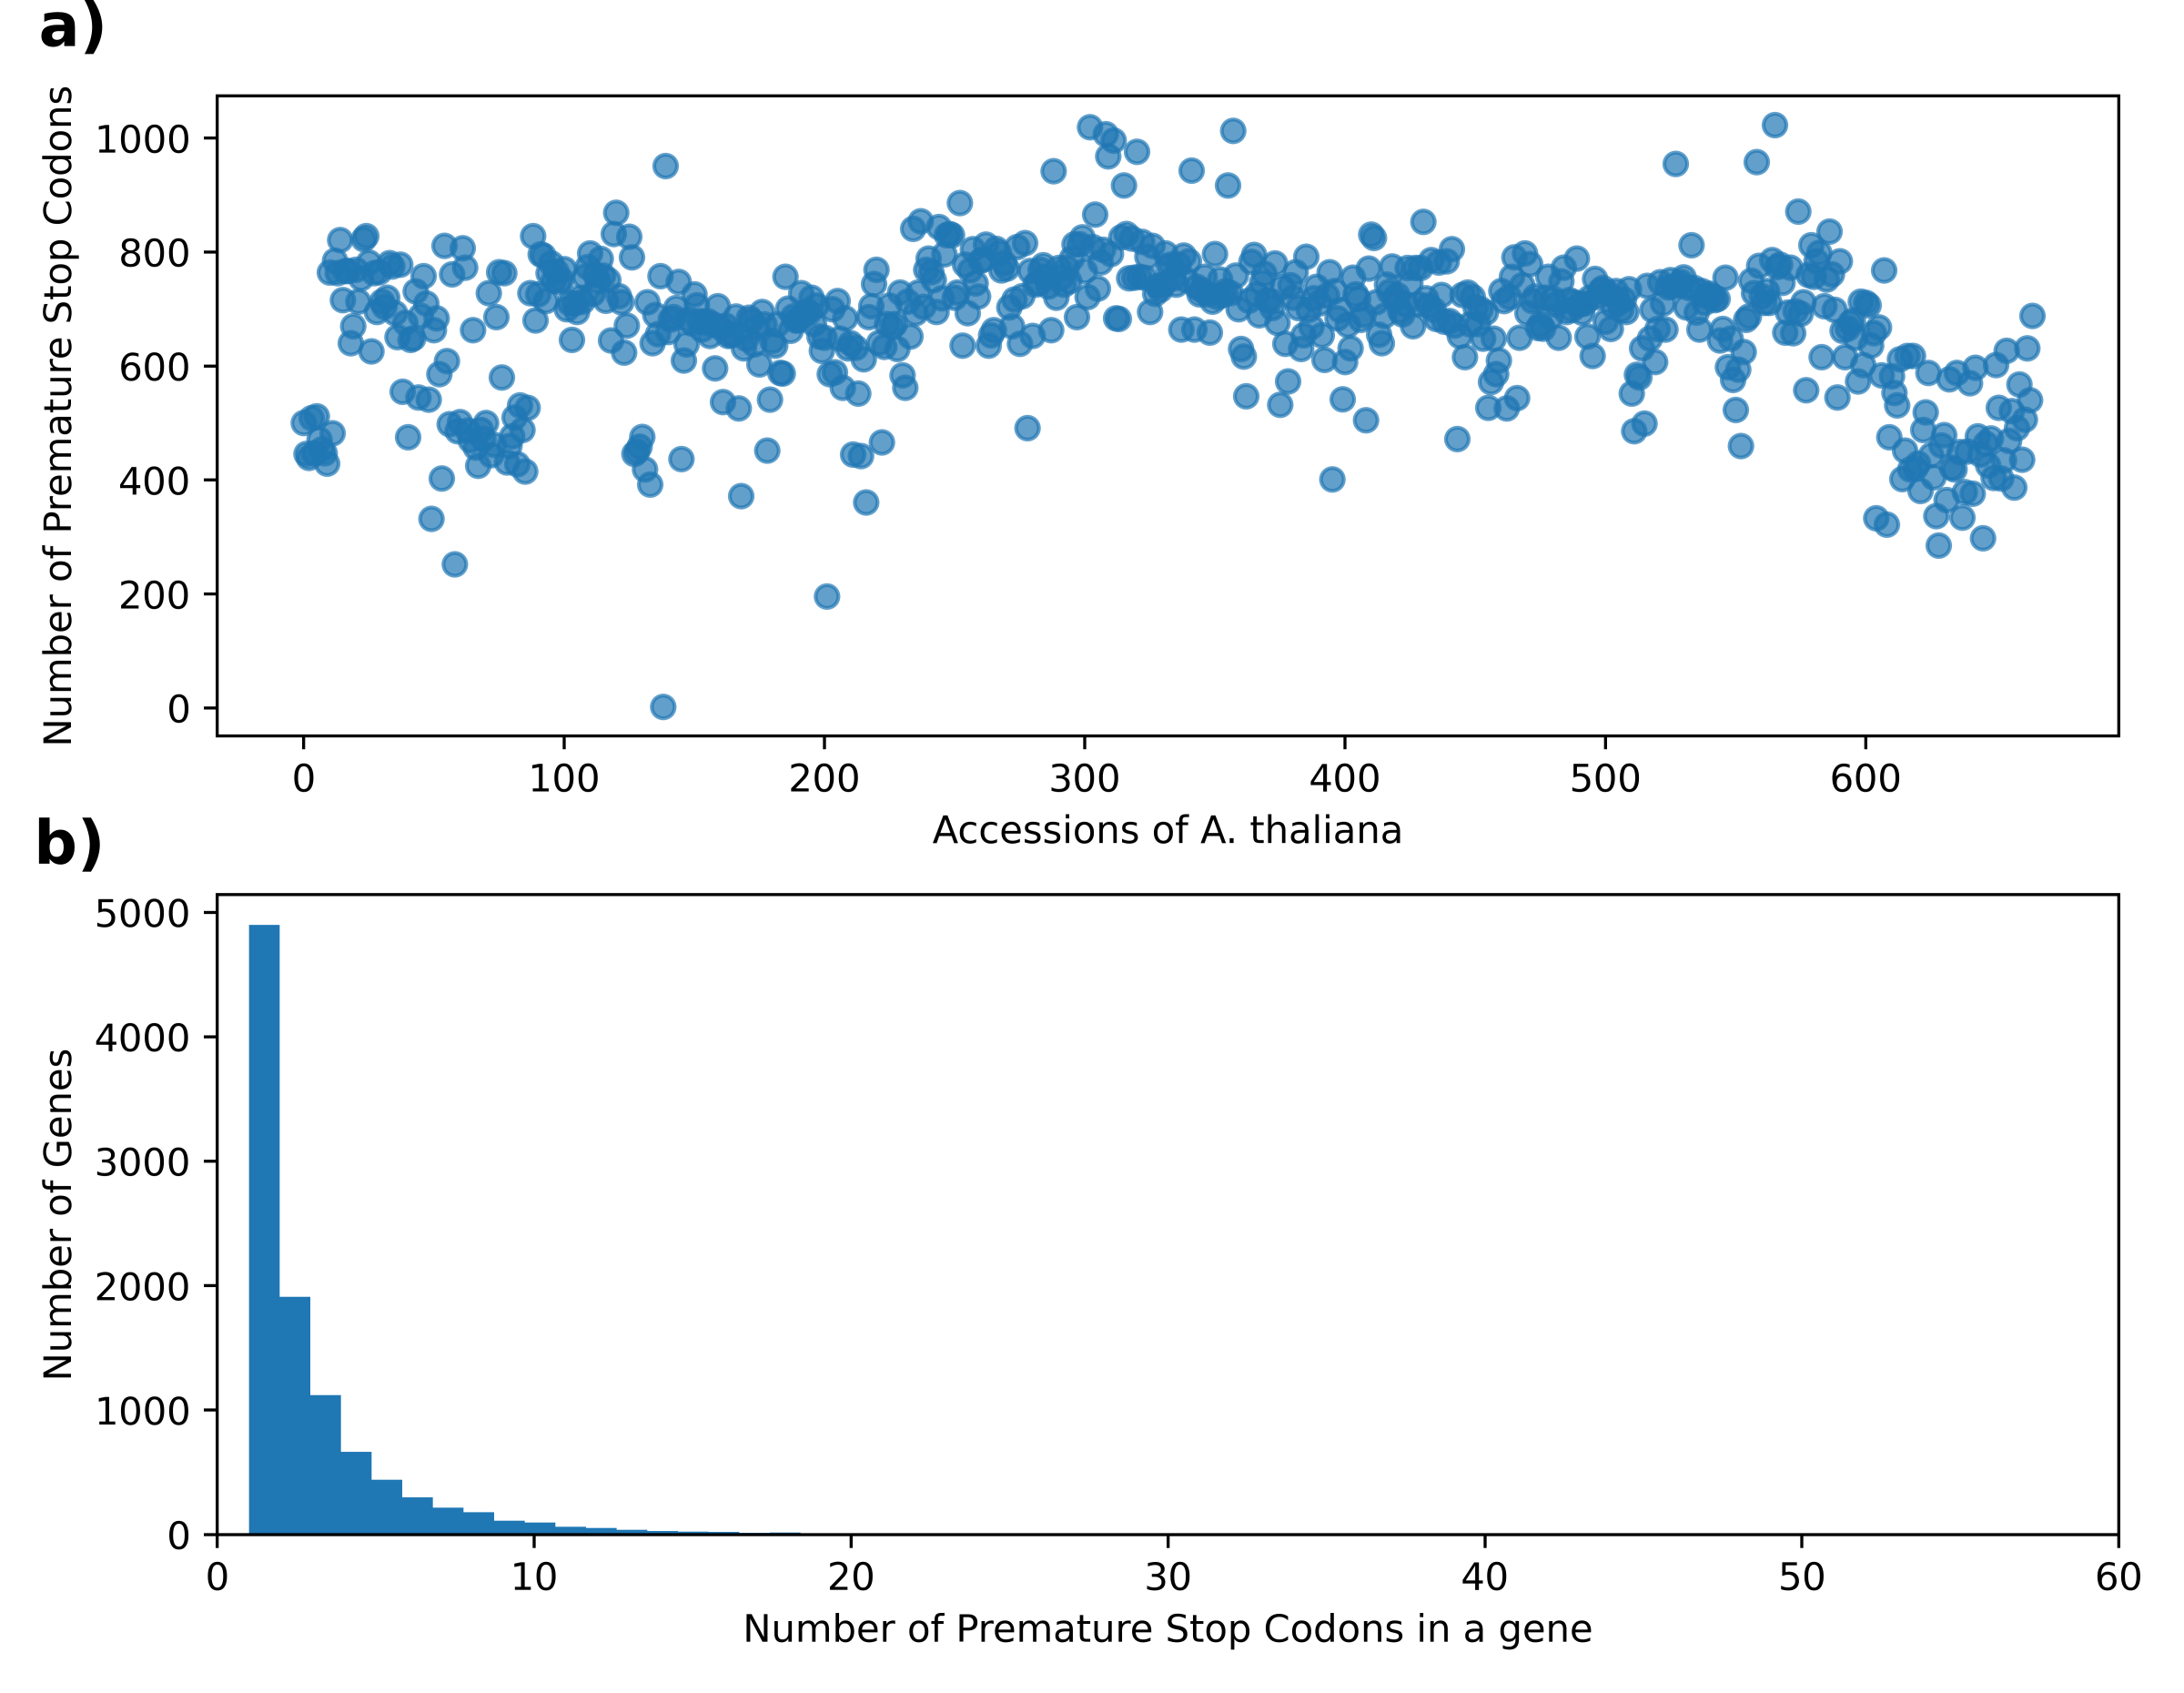 a)
Number of Premature Stop Codons
1000
800
600
400
200
0
0 100 200 300 400 500 600
Accessions of A. thaliana
b)
Number of Genes
5000
4000
3000
2000
1000
0
0 10 20 30 40 50 60
Number of Premature Stop Codons in a gene